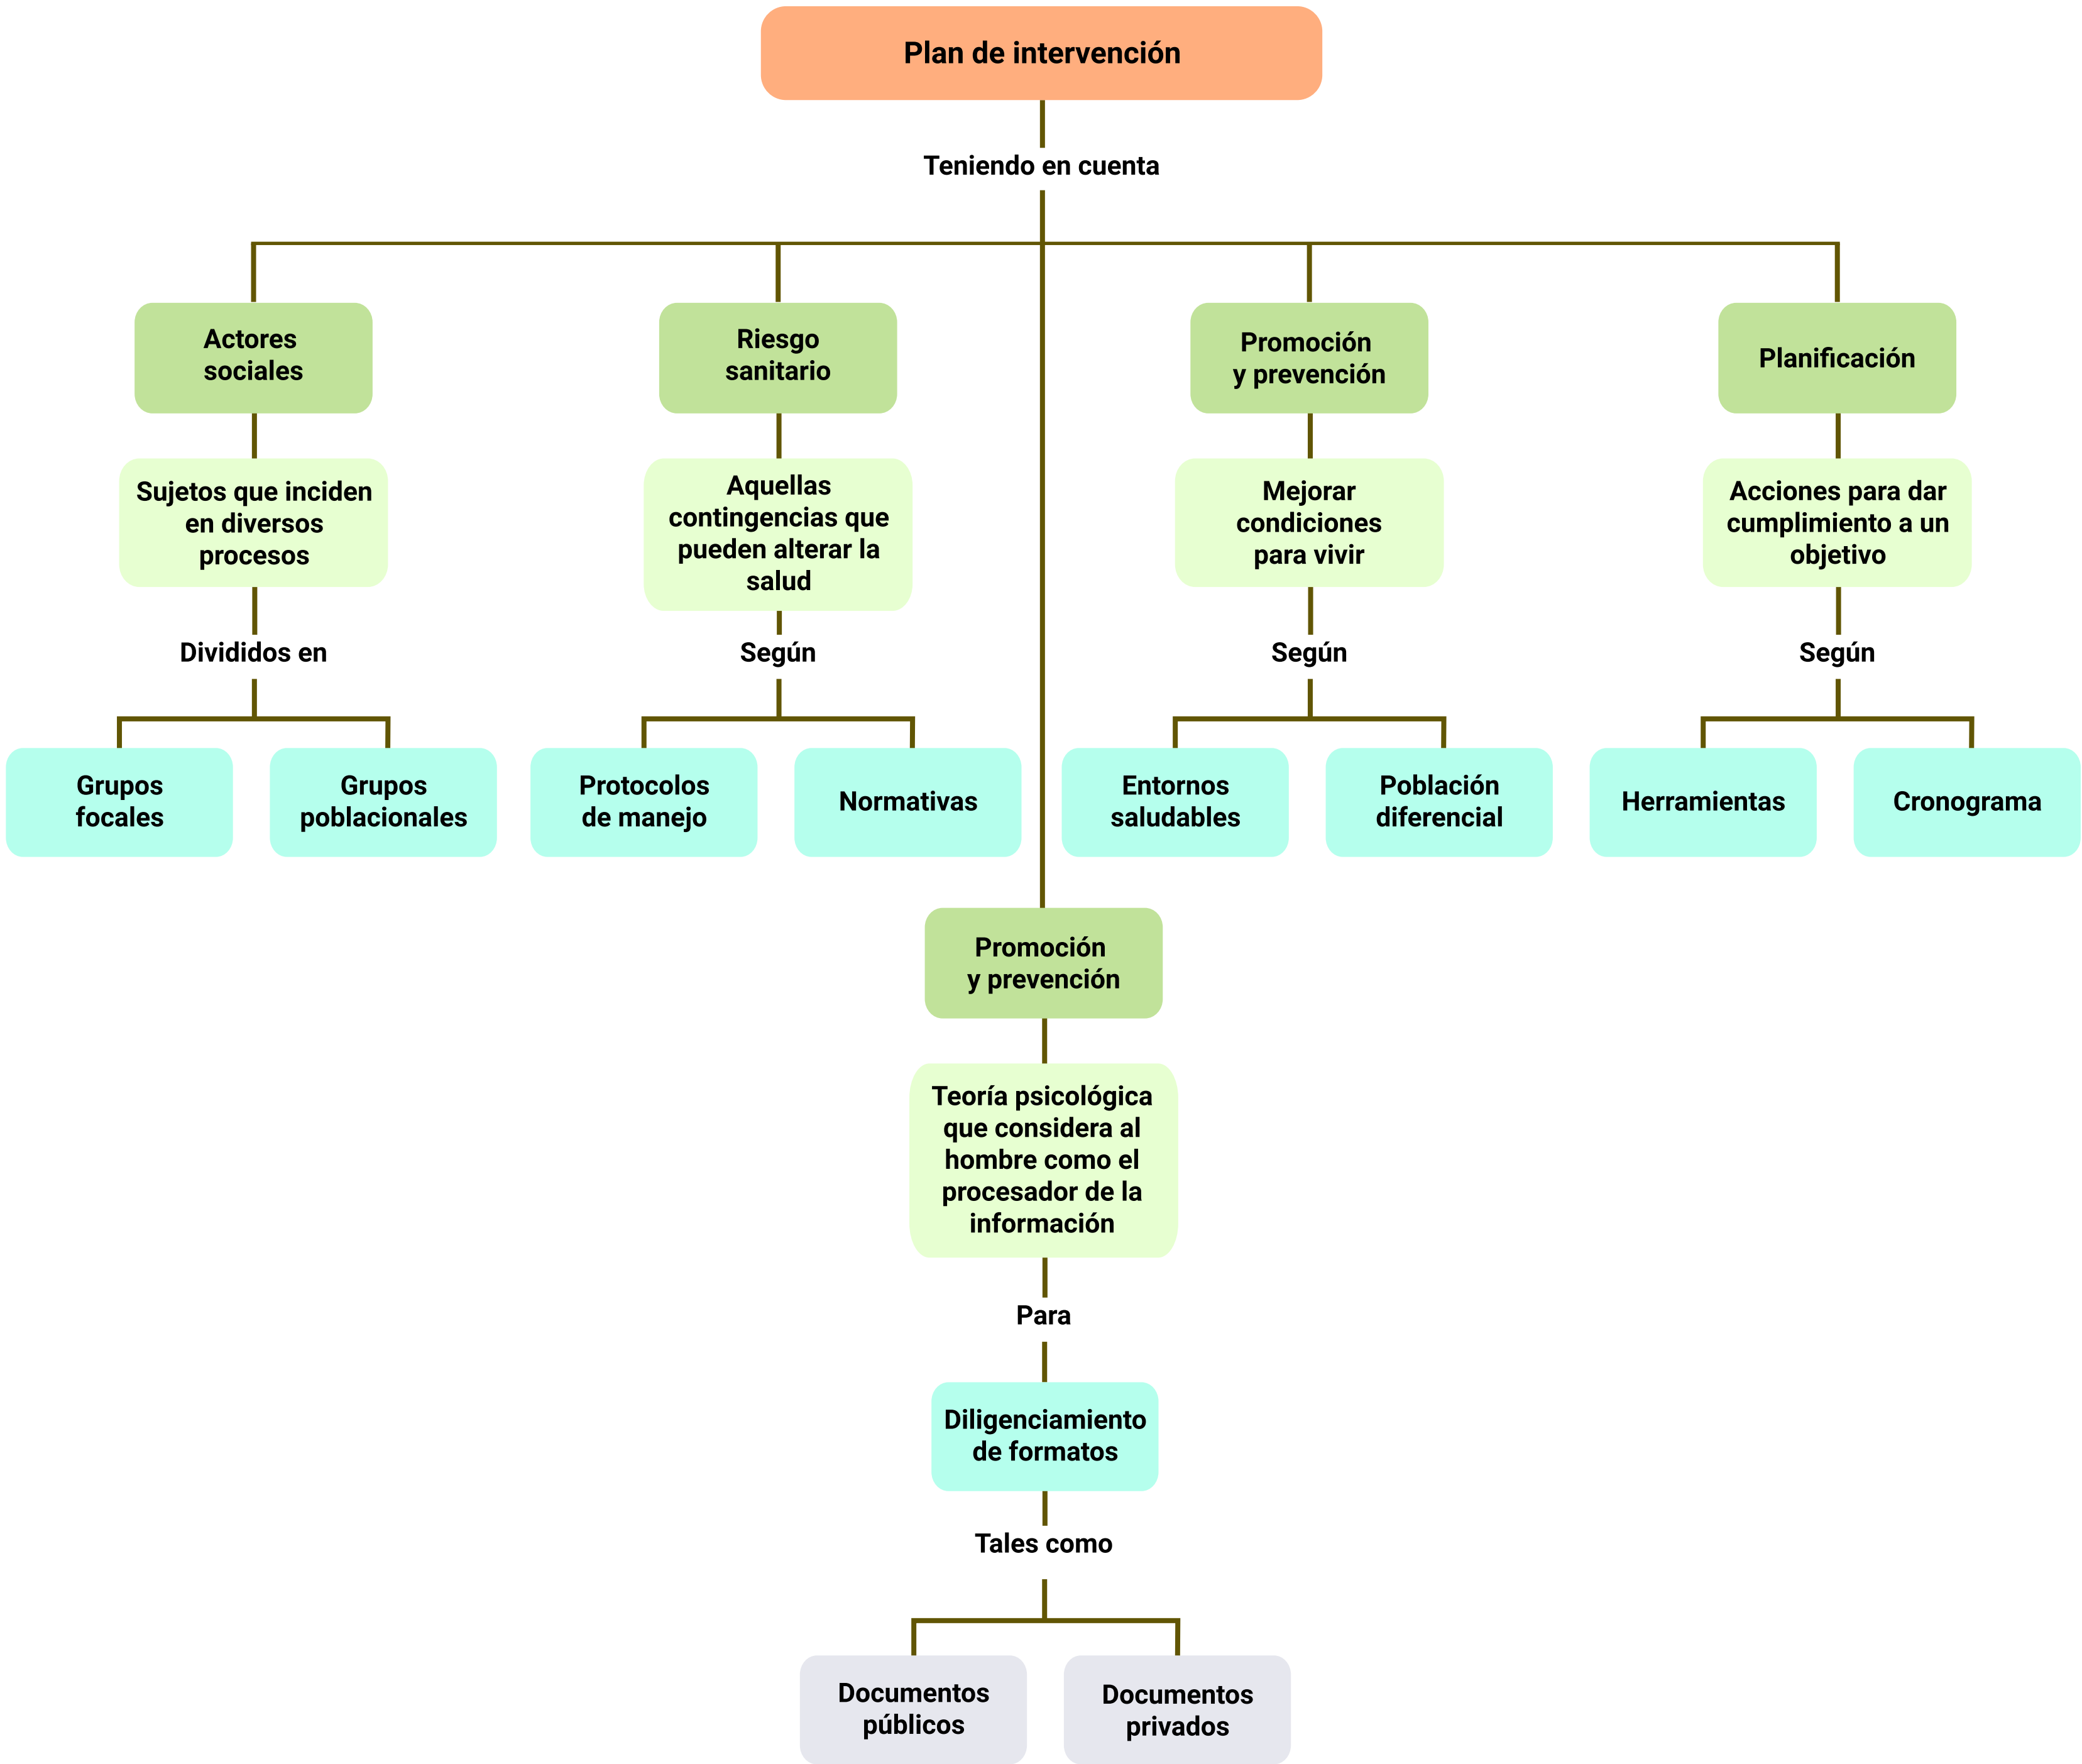 Plan de intervención
Teniendo en cuenta
Actores
sociales
Riesgo
sanitario
Promoción
y prevención
Planificación
Sujetos que inciden
en diversos
procesos
Aquellas
contingencias que
pueden alterar la
salud
Mejorar
condiciones
para vivir
Acciones para dar
cumplimiento a un
objetivo
Divididos en
Según
Según
Según
Grupos
focales
Grupos
poblacionales
Protocolos
de manejo
Normativas
Entornos
saludables
Población
diferencial
Herramientas
Cronograma
Promoción
y prevención
Teoría psicológica
que considera al
hombre como el
procesador de la
información
Para
Diligenciamiento
de formatos
Tales como
Documentos
públicos
Documentos
privados